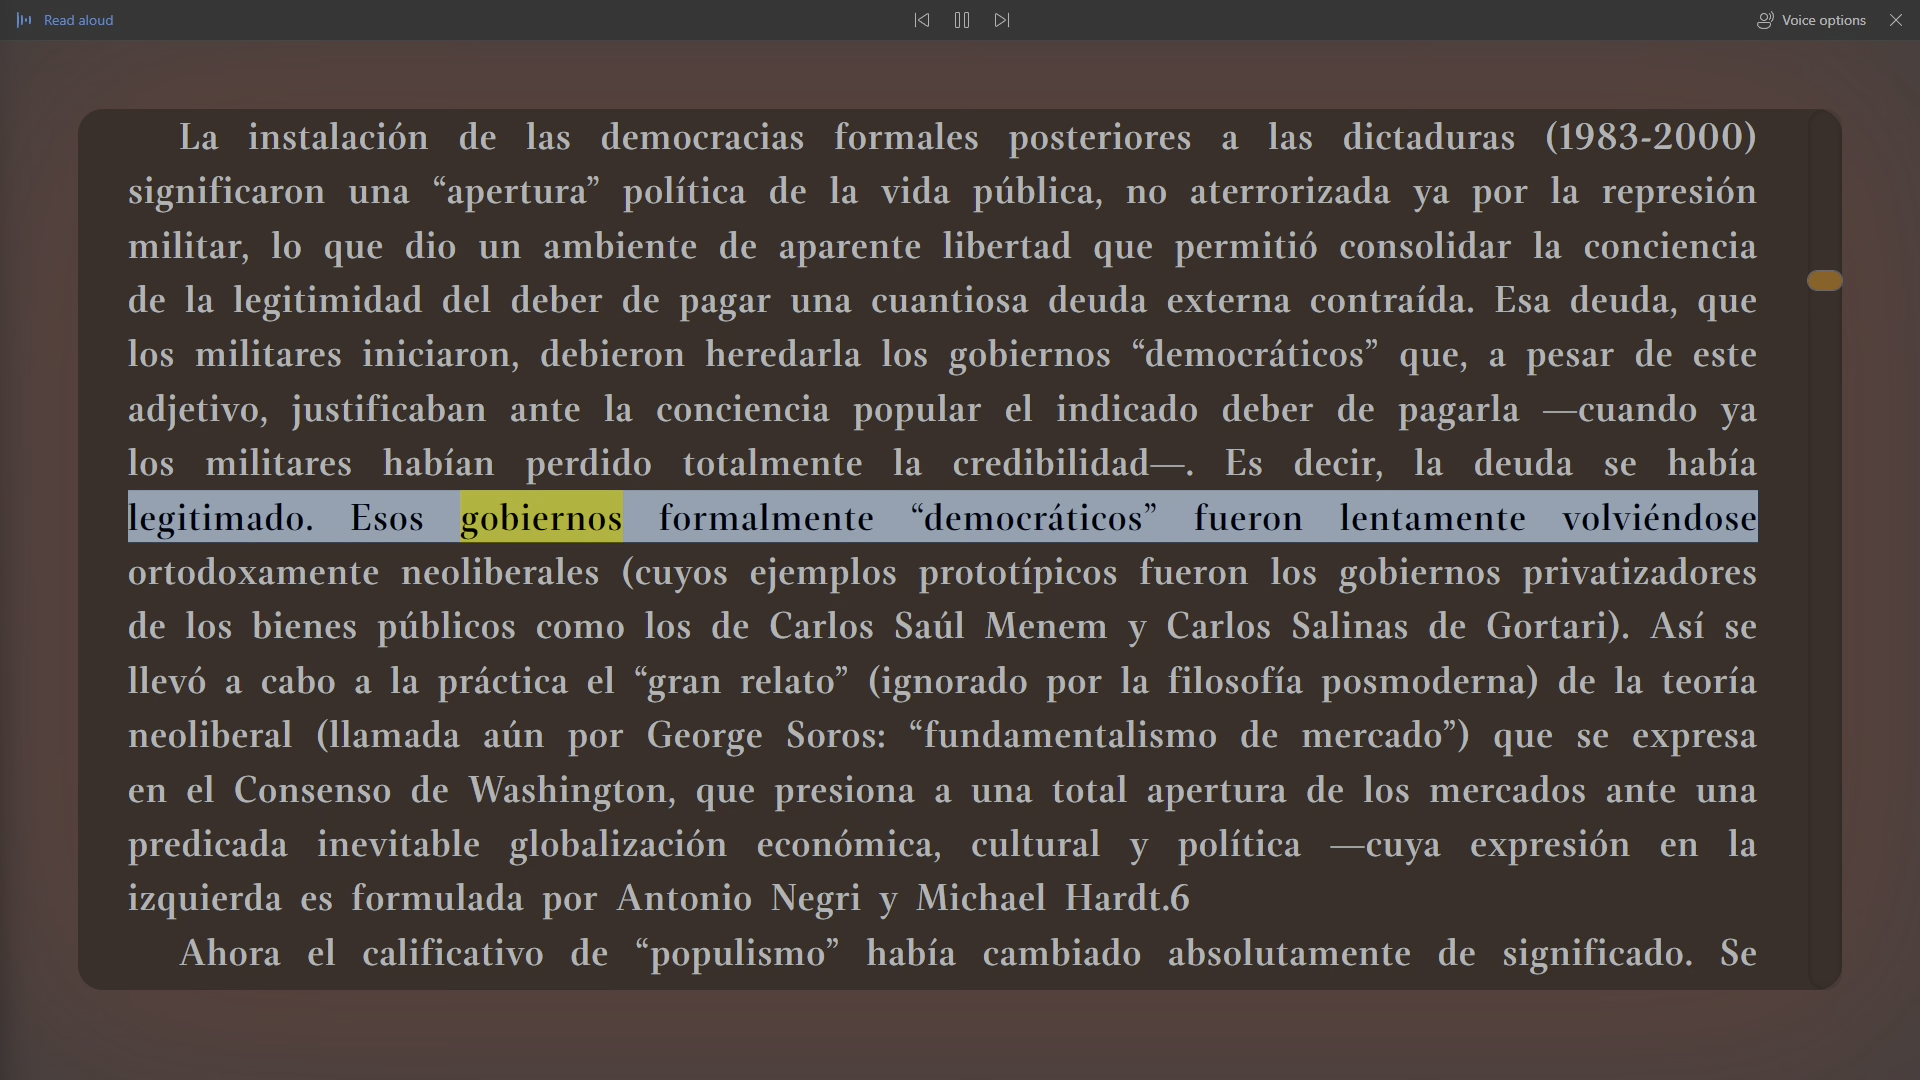 Read aloud
Voice options
La instalación de las democracias formales posteriores a las dictaduras (1983-2000)
significaron una “apertura” política de la vida pública, no aterrorizada ya por la represión
militar, lo que dio un ambiente de aparente libertad que permitió consolidar la conciencia
de la legitimidad del deber de pagar una cuantiosa deuda externa contraída. Esa deuda, que
los militares iniciaron, debieron heredarla los gobiernos “democráticos” que, a pesar de este
adjetivo, justificaban ante la conciencia popular el indicado deber de pagarla —cuando ya
los militares habían perdido totalmente la credibilidad—. Es decir, la deuda se había
legitimado. Esos gobiernos formalmente “democráticos” fueron lentamente volviéndose
ortodoxamente neoliberales (cuyos ejemplos prototípicos fueron los gobiernos privatizadores
de los bienes públicos como los de Carlos Saúl Menem y Carlos Salinas de Gortari). Así se
llevó a cabo a la práctica el “gran relato” (ignorado por la filosofía posmoderna) de la teoría
neoliberal (llamada aún por George Soros: “fundamentalismo de mercado”) que se expresa
en el Consenso de Washington, que presiona a una total apertura de los mercados ante una
predicada inevitable globalización económica, cultural y política —cuya expresión en la
izquierda es formulada por Antonio Negri y Michael Hardt.6
Ahora el calificativo de “populismo” había cambiado absolutamente de significado. Se